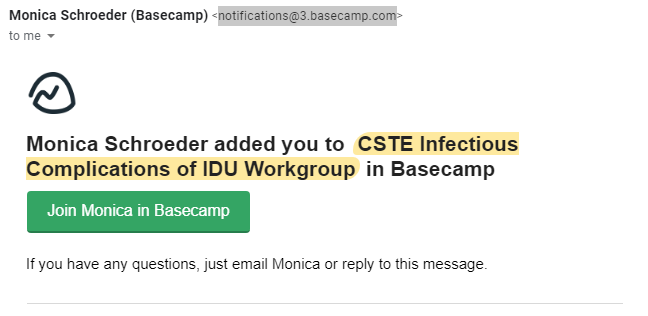 Monica Schroeder (Basecamp) <notifications@3.basecamp.com>
to me
Monica Schroeder added you to CSTE Infectious
Complications of IDU Workgroup in Basecamp
Join Monica in Basecamp
If you have any questions, just email Monica or reply to this message.